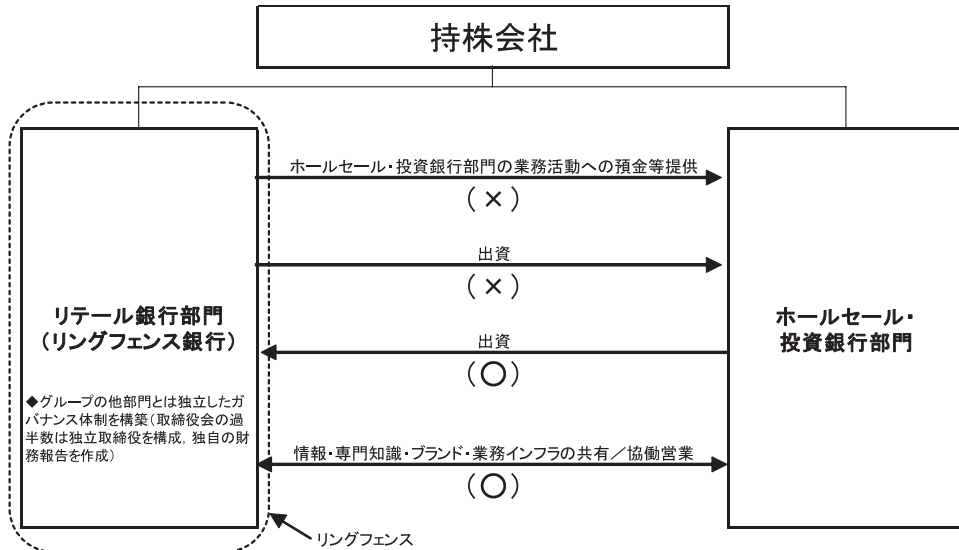 持株会社
ホールセール・投資銀行部門の業務活動への預金等提供
（×）
出資
（×）
リテール銀行部門
（リングフェンス銀行）
ホールセール・
投資銀行部門
出資
（○）
◆グループの他部門とは独立したガ
バナンス体制を構築（取締役会の過
半数は独立取締役を構成，独自の財
務報告を作成）
情報・専門知識・ブランド・業務インフラの共有／協働営業
（○）
リングフェンス